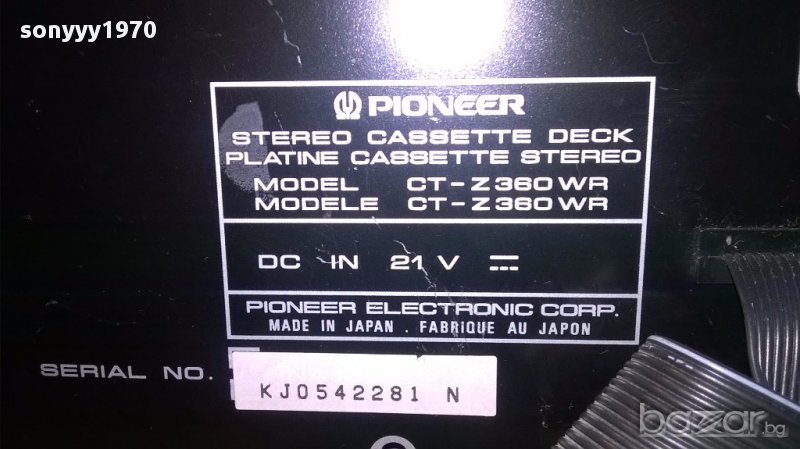 sonyyy1970
PIONEER
STEREO CASSETTE DECK
PLATINE CASSETTE STEREO
MODEL CT-Z360WR
MODELE CT-Z360WR
DC IN 21 V
PIONEER ELECTRONIC CORP.
MADE IN JAPAN . FABRIQUE AU JAPON
SERIAL NO.
KJ0542281 N
bazar.bg